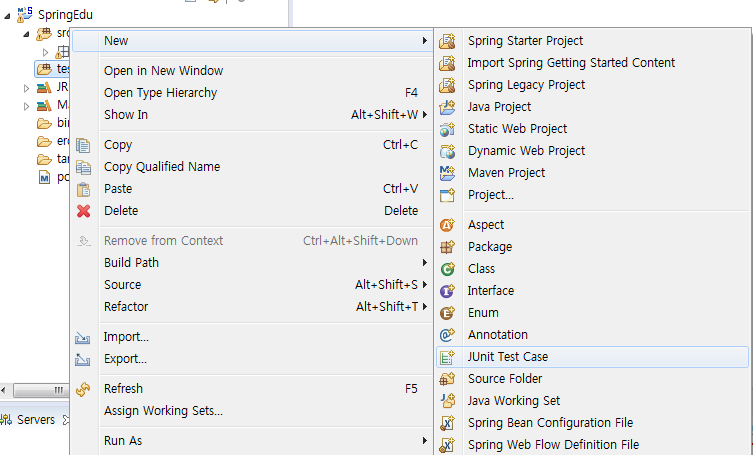 SpringEdu
New
Open in New Window
Open Type Hierarchy F4
Show In Alt+Shift+W
Copy Ctrl+C
Copy Qualified Name
Paste Ctrl+V
Delete Delete
Remove from Context Ctrl+Alt+Shift+Down
Build Path
Source Alt+Shift+S
Refactor Alt+Shift+T
Import...
Export...
Refresh F5
Assign Working Sets...
Run As
Spring Starter Project
Import Spring Getting Started Content
Spring Legacy Project
Java Project
Static Web Project
Dynamic Web Project
Maven Project
Project...
Aspect
Package
Class
Interface
Enum
Annotation
JUnit Test Case
Source Folder
Java Working Set
Spring Bean Configuration File
Spring Web Flow Definition File
Servers